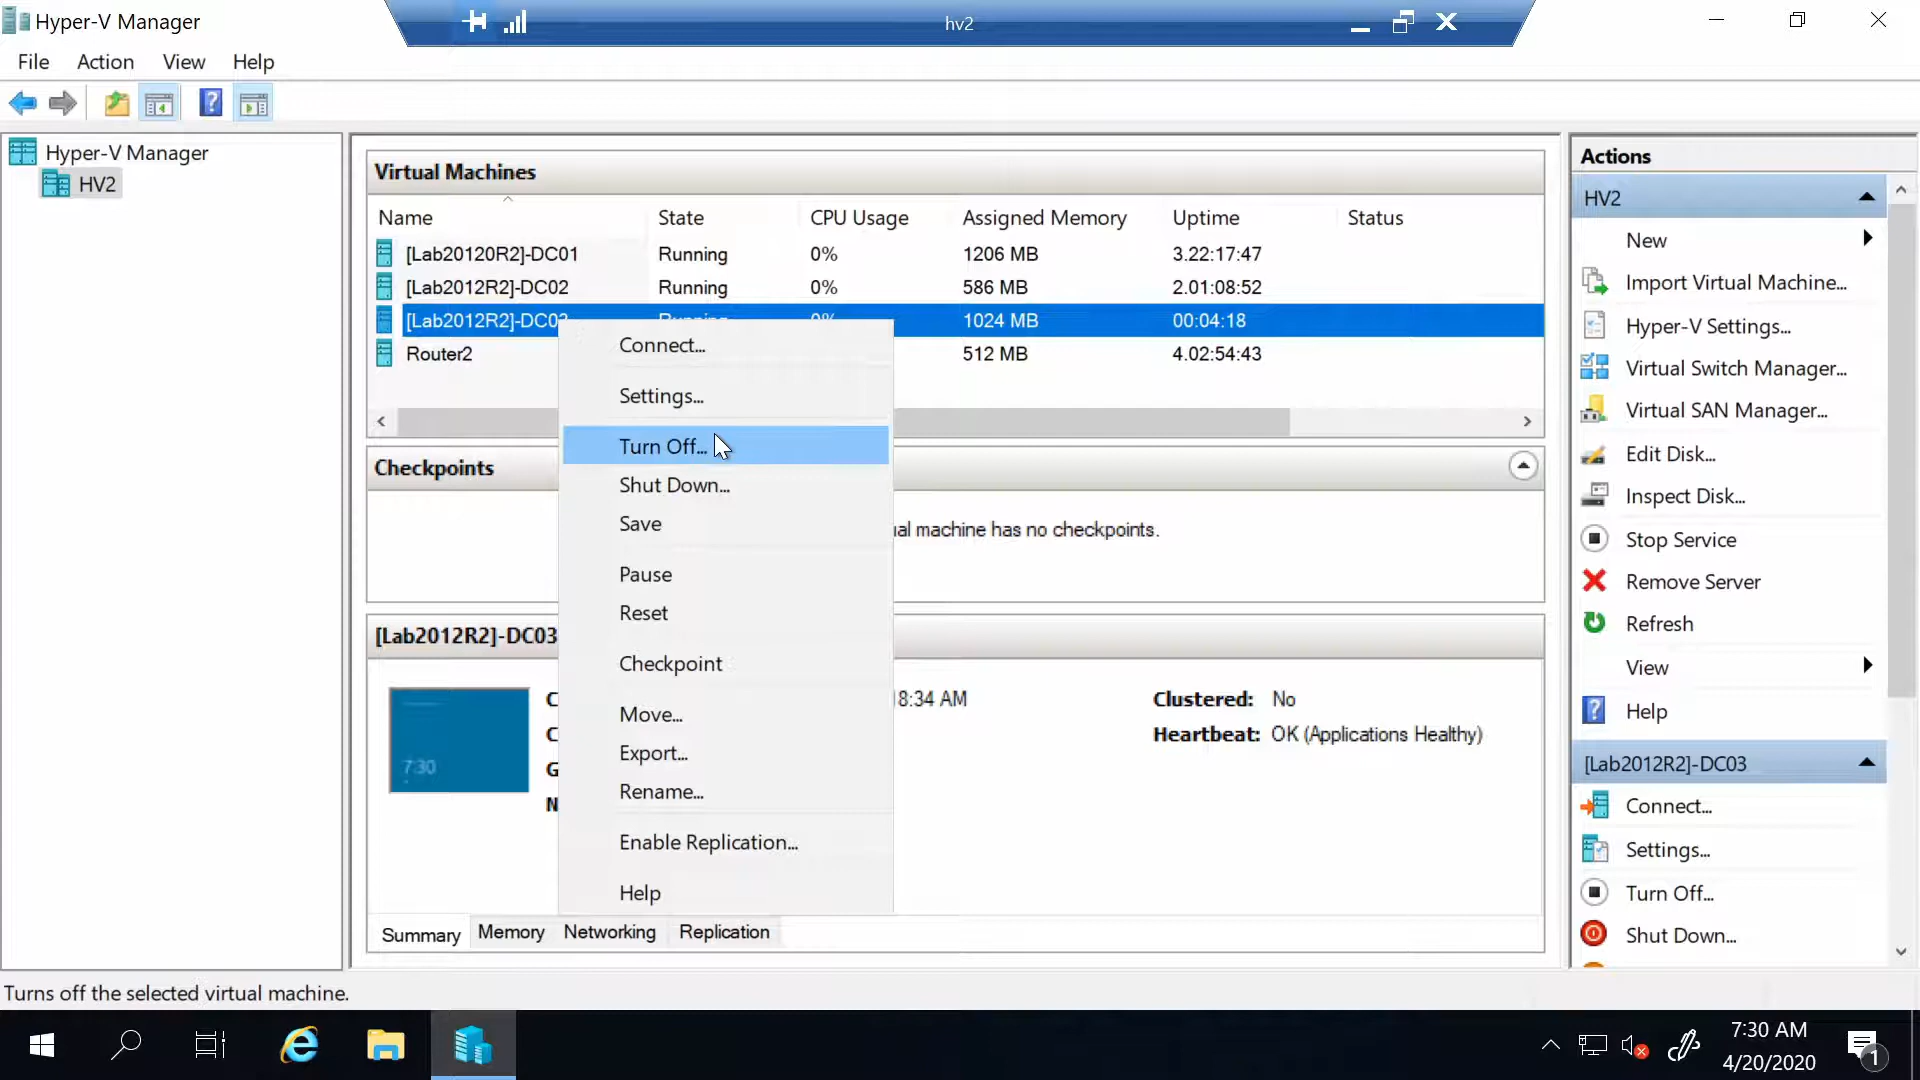 Hyper-V Manager
hv2
File Action View Help
Hyper-V Manager
HV2
Virtual Machines
Name State CPU Usage Assigned Memory Uptime Status
[Lab20120R2]-DC01 Running 0% 1206 MB 3.22:17:47
[Lab2012R2]-DC02 Running 0% 586 MB 2.01:08:52
[Lab2012R2]-DC03 Running 0% 1024 MB 00:04:18
Router2 512 MB 4.02:54:43
Connect...
Settings...
Turn Off...
Shut Down...
Save
Pause
Reset
Checkpoint
Move...
Export...
Rename...
Enable Replication...
Help
Checkpoints
machine has no checkpoints.
[Lab2012R2]-DC03
7:30
8:34 AM
Clustered: No
Heartbeat: OK (Applications Healthy)
Summary Memory Networking Replication
Actions
HV2
New
Import Virtual Machine...
Hyper-V Settings...
Virtual Switch Manager...
Virtual SAN Manager...
Edit Disk...
Inspect Disk...
Stop Service
Remove Server
Refresh
View
Help
[Lab2012R2]-DC03
Connect...
Settings...
Turn Off...
Shut Down...
Turns off the selected virtual machine.
7:30 AM
4/20/2020
1